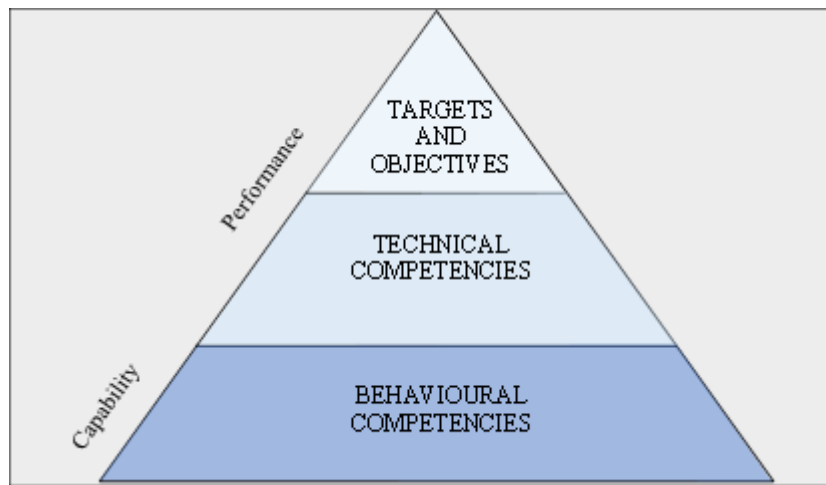 TARGETS
AND
OBJECTIVES
Performance
TECHNICAL
COMPETENCIES
Capability
BEHAVIOURAL
COMPETENCIES